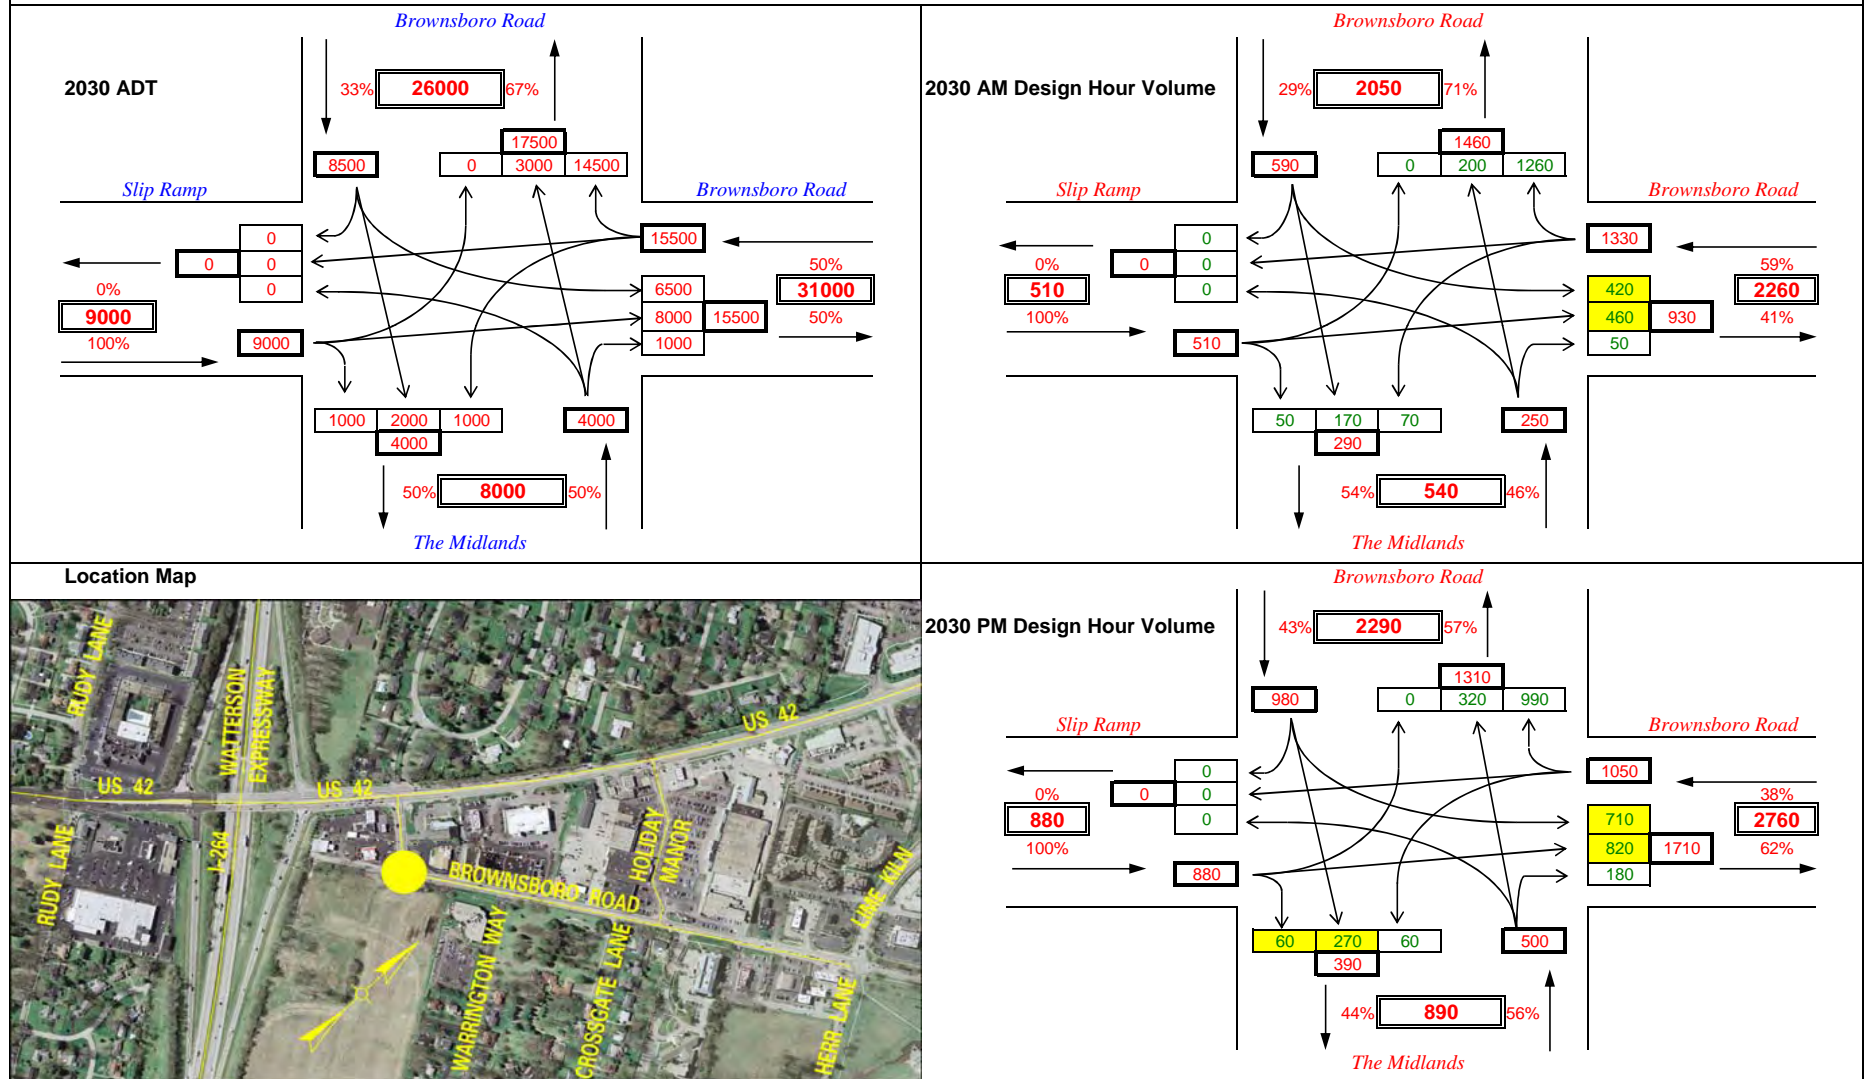 Brownsboro Road
2030 ADT
33% 26000 67%
17500
8500 0 3000 14500
Slip Ramp
Brownsboro Road
0
15500
0 0
50%
0% 0 6500 31000
9000 8000 15500 50%
100% 9000 1000
1000 2000 1000 4000
4000
50% 8000 50%
The Midlands
Brownsboro Road
2030 AM Design Hour Volume
29% 2050 71%
1460
590 0 200 1260
Slip Ramp
Brownsboro Road
0 1330
0% 0 0 59%
510 0 420 2260
100% 460 930 41%
510 50
50 170 70 250
290
54% 540 46%
The Midlands
Location Map
RUDY LANE
WATTERSON
EXPRESSWAY
US 42
US 42
US 42
RUDY LANE
I-264
BROWNSBORO ROAD
HOLIDAY
MANOR
LIME KILN
WARRINGTON WAY
CROSSGATE LANE
HERR LANE
Brownsboro Road
2030 PM Design Hour Volume
43% 2290 57%
1310
980 0 320 990
Slip Ramp
Brownsboro Road
0 1050
0% 0 0 38%
880 0 710 2760
100% 820 1710 62%
880 180
60 270 60 500
390
44% 890 56%
The Midlands